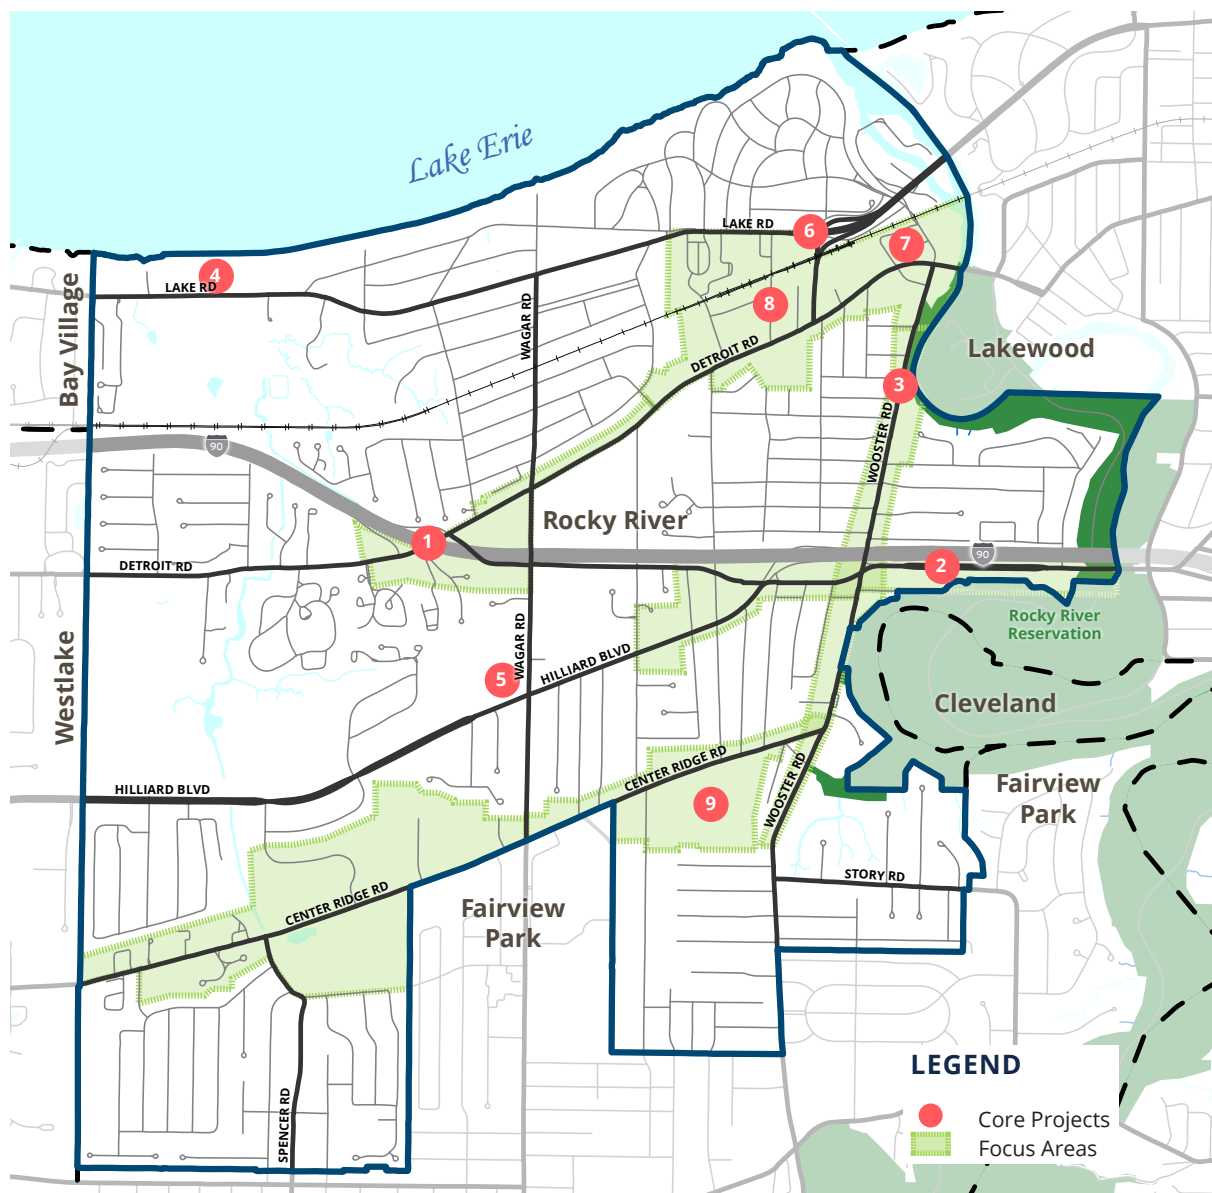 Lake Erie
LAKE RD
6
7
4
LAKE RD
Bay Village
WAGAR RD
8
DETROIT RD
Lakewood
3
WOOSTER RD
90
Rocky River
1
90
2
DETROIT RD
Rocky River
Reservation
WAGAR RD
HILLIARD BLVD
5
Westlake
Cleveland
CENTER RIDGE RD
WOOSTER RD
Fairview
Park
HILLIARD BLVD
9
STORY RD
CENTER RIDGE RD
Fairview
Park
SPENCER RD
LEGEND
Core Projects
Focus Areas